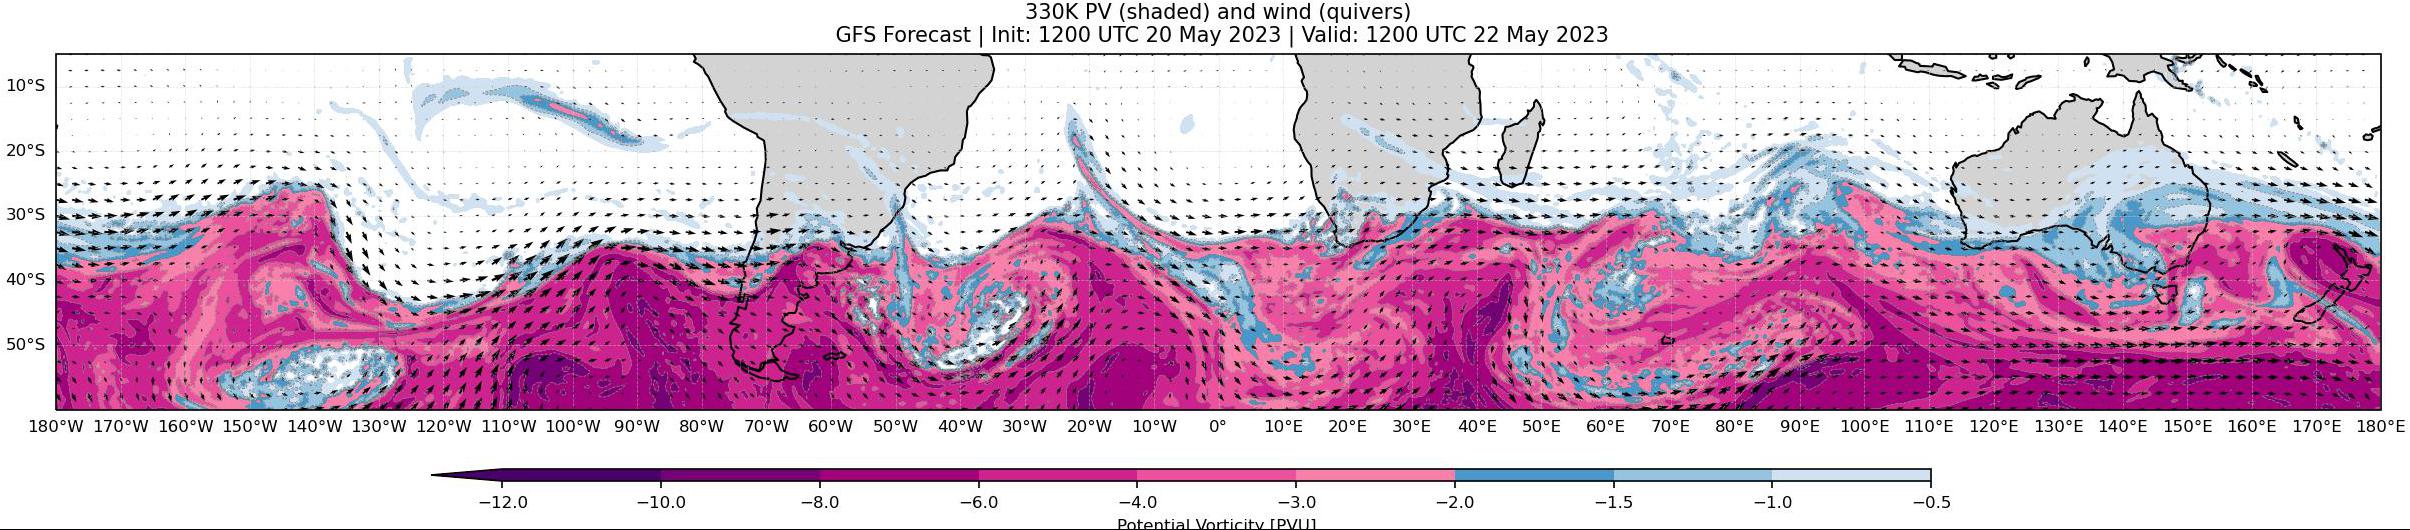 330K PV (shaded) and wind (quivers)
GFS Forecast | Init: 1200 UTC 20 May 2023 | Valid: 1200 UTC 22 May 2023
10°S
20°S
30°S
40°S
50°S
180°W 170°W 160°W 150°W 140°W 130°W 120°W 110°W 100°W 90°W 80°W 70°W 60°W 50°W 40°W 30°W 20°W 10°W 0° 10°E 20°E 30°E 40°E 50°E 60°E 70°E 80°E 90°E 100°E 110°E 120°E 130°E 140°E 150°E 160°E 170°E 180°E
−12.0 −10.0 −8.0 −6.0 −4.0 −3.0 −2.0 −1.5 −1.0 −0.5
Potential Vorticity [PVU]